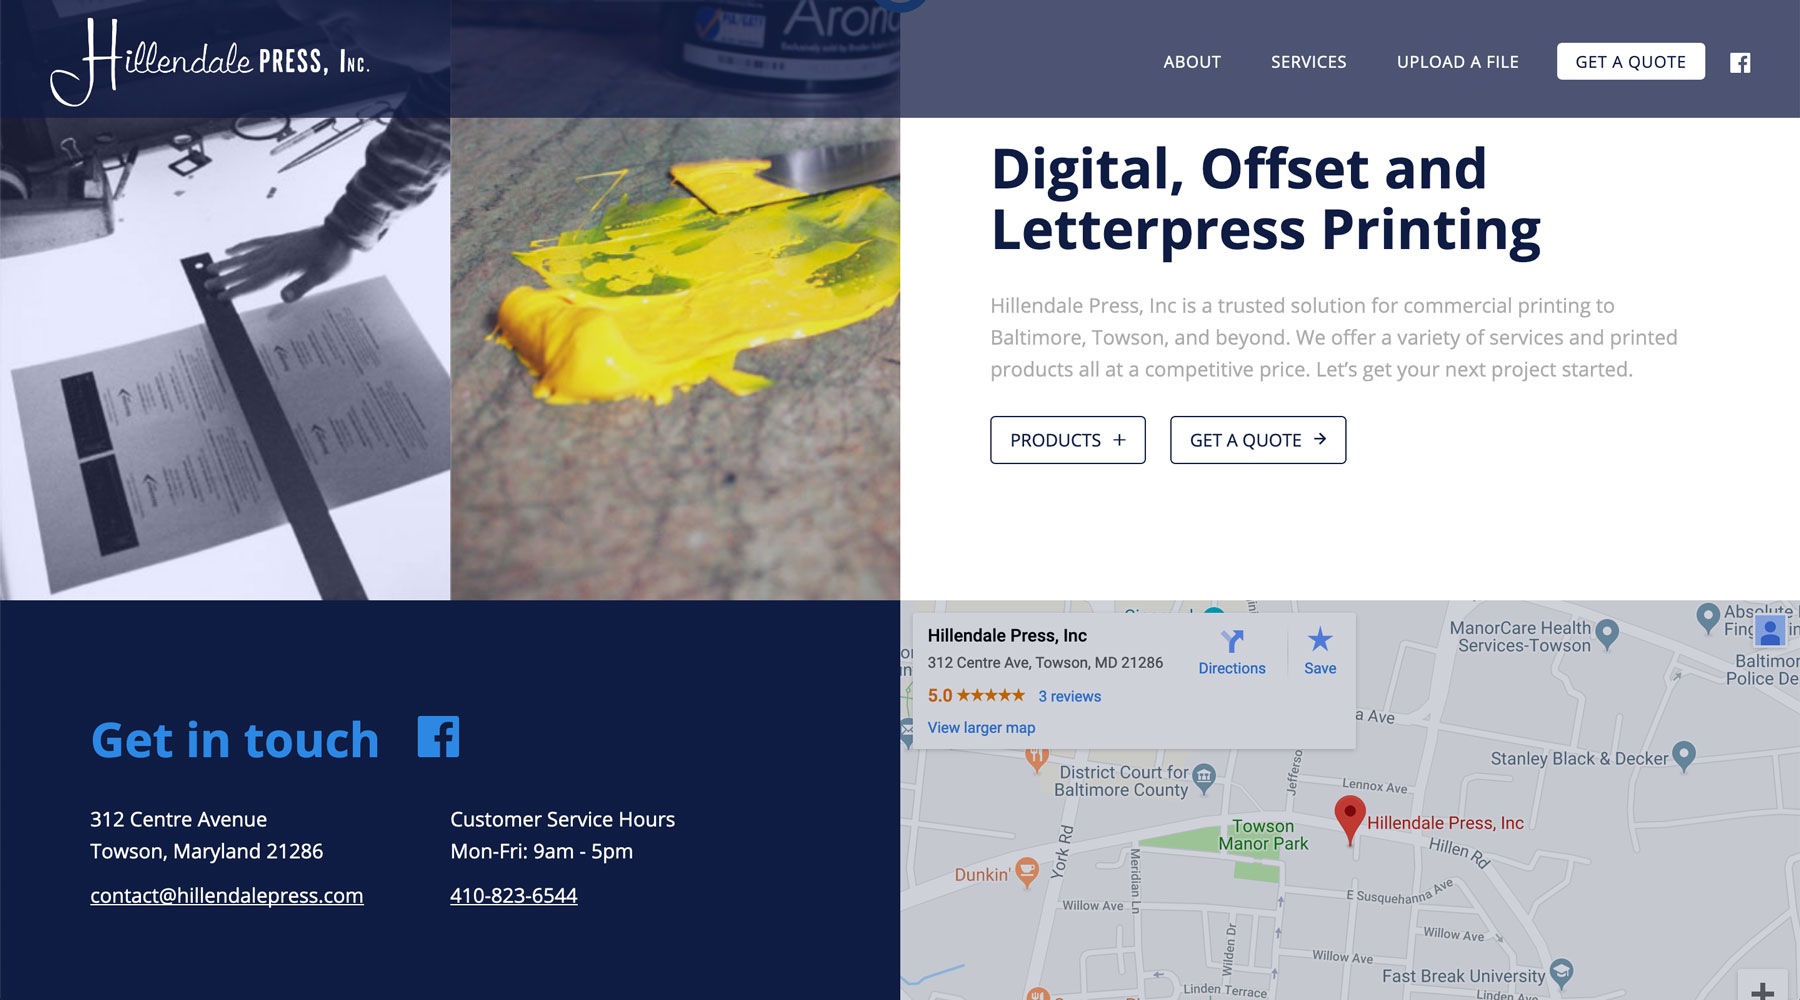 Hillendale PRESS, INC.
ABOUT
SERVICES
UPLOAD A FILE
GET A QUOTE
Digital, Offset and
Letterpress Printing
Hillendale Press, Inc is a trusted solution for commercial printing to
Baltimore, Towson, and beyond. We offer a variety of services and printed
products all at a competitive price. Let’s get your next project started.
PRODUCTS +
GET A QUOTE →
Get in touch
312 Centre Avenue
Towson, Maryland 21286
contact@hillendalepress.com
Customer Service Hours
Mon-Fri: 9am - 5pm
410-823-6544
Hillendale Press, Inc
312 Centre Ave, Towson, MD 21286
5.0 ★★★★★ 3 reviews
View larger map
Directions
Save
ManorCare Health
Services-Towson
Absolute
Baltimor
Police De
a Ave
Stanley Black & Decker
District Court for
Baltimore County
Jefferso
Lennox Ave
Hillendale Press, Inc
Towson
Manor Park
Hillen Rd
York Rd
Dunkin'
Meridian Ln
E Susquehanna Ave
Willow Ave
Willow Ave
Wilden Dr
Willow Ave
Fast Break University
Linden Terrace
Linden Ave